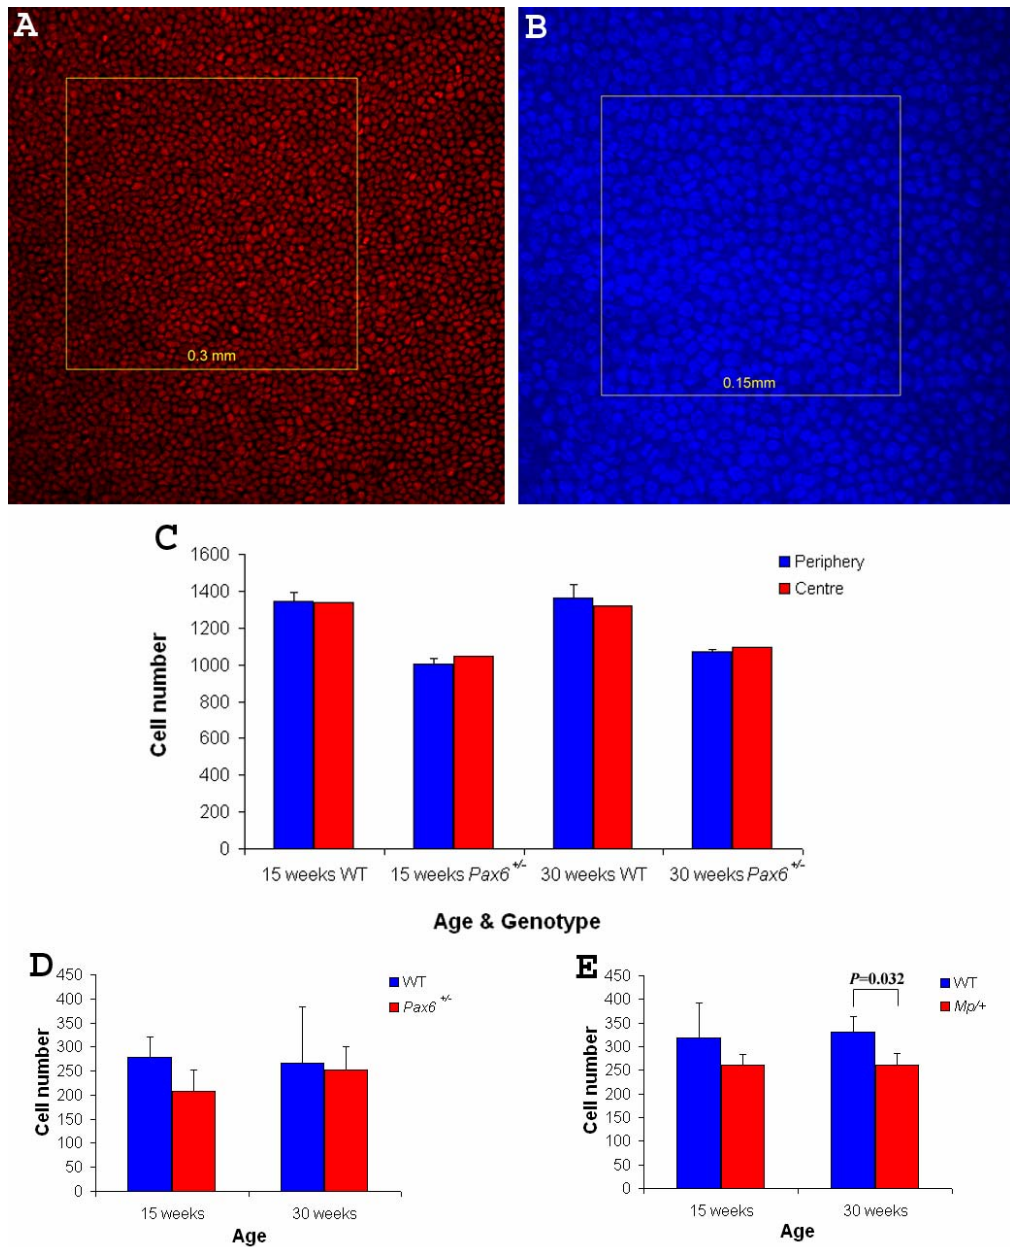 A
B
0.3 mm
0.15mm
C
1600
1400
1200
1000
800
600
400
200
0
Cell number
Periphery
Centre
15 weeks WT 15 weeks Pax6+/- 30 weeks WT 30 weeks Pax6+/-
Age & Genotype
D
450
400
350
300
250
200
150
100
50
0
Cell number
WT
Pax6 +/-
15 weeks 30 weeks
Age
E
450
400
350
300
250
200
150
100
50
0
Cell number
P=0.032
WT
Mp/+
15 weeks 30 weeks
Age